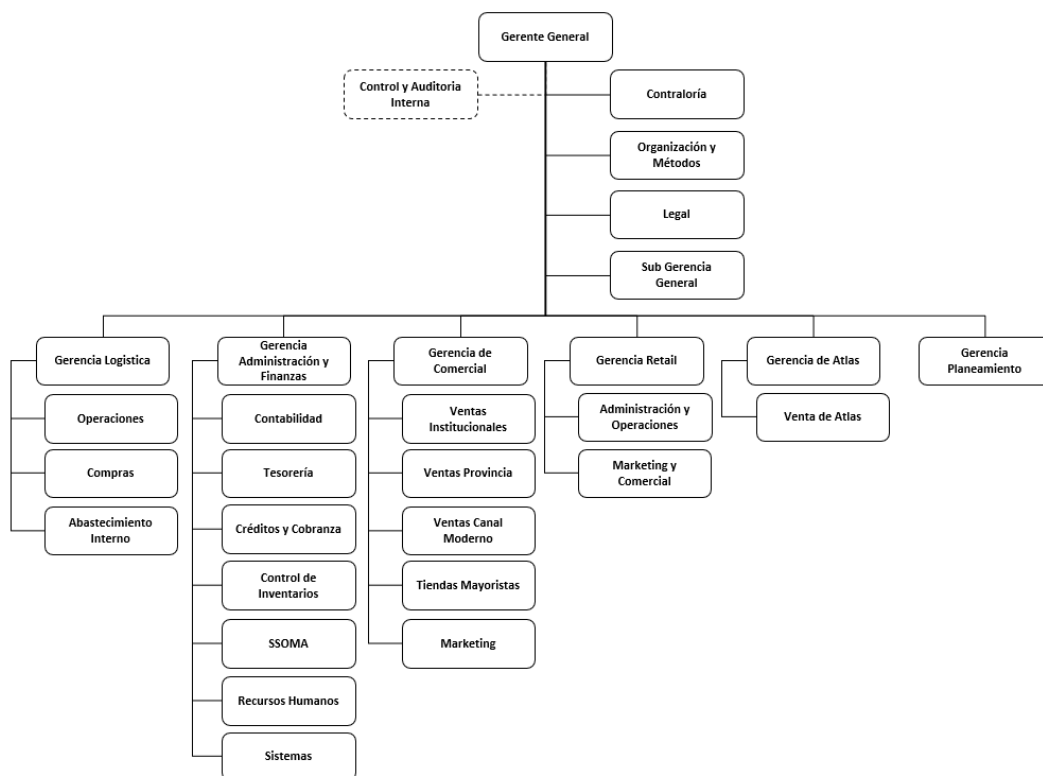 Gerente General
Control y Auditoria
Interna
Contraloría
Organización y
Métodos
Legal
Sub Gerencia
General
Gerencia Logistica
Operaciones
Compras
Abastecimiento
Interno
Gerencia
Administración y
Finanzas
Contabilidad
Tesorería
Créditos y Cobranza
Control de
Inventarios
SSOMA
Recursos Humanos
Sistemas
Gerencia de
Comercial
Ventas
Institucionales
Ventas Provincia
Ventas Canal
Moderno
Tiendas Mayoristas
Marketing
Gerencia Retail
Administración y
Operaciones
Marketing y
Comercial
Gerencia de Atlas
Venta de Atlas
Gerencia
Planeamiento